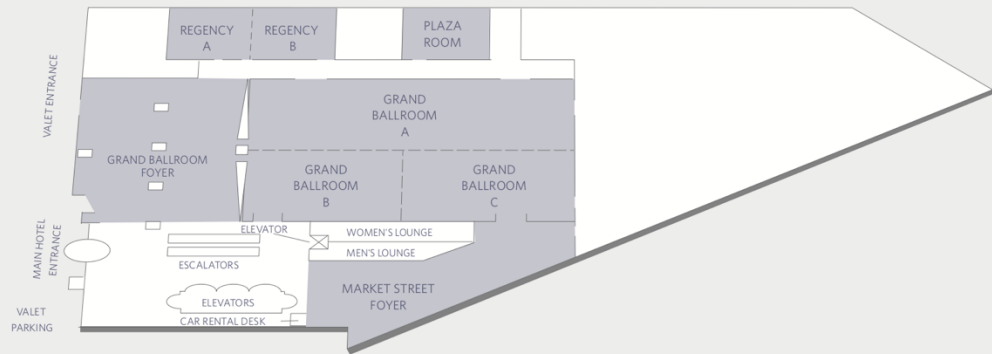 REGENCY
A
REGENCY
B
PLAZA
ROOM
VALET ENTRANCE
GRAND
BALLROOM
A
GRAND BALLROOM
FOYER
GRAND
BALLROOM
B
GRAND
BALLROOM
C
MAIN HOTEL
ENTRANCE
ELEVATOR
WOMEN'S LOUNGE
MEN'S LOUNGE
ESCALATORS
MARKET STREET
FOYER
ELEVATORS
CAR RENTAL DESK
VALET
PARKING